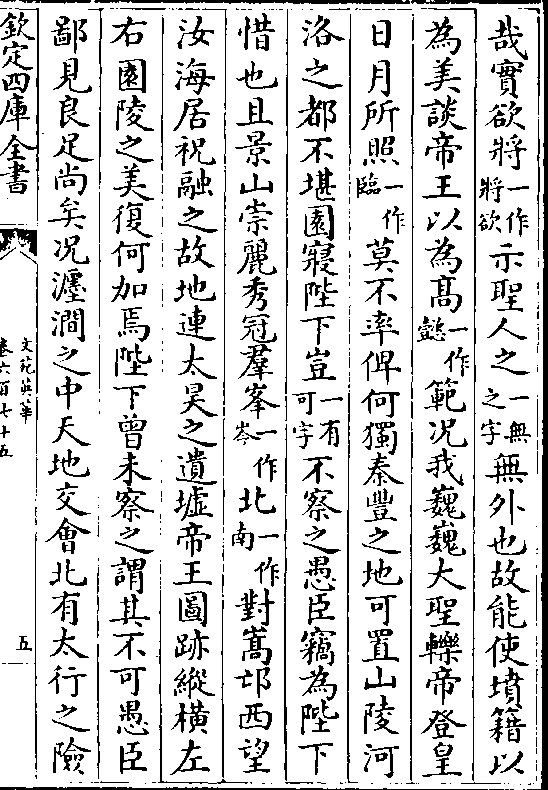 哉實欲將一作將欲示聖人之一無之字無外也故能使墳籍以
為美談帝王以為高一作懿範况我巍巍大聖轢帝登皇
日月所照一作臨莫不率俾何獨秦豐之地可置山陵河
洛之都不堪園寢陛下豈一有可字不察之愚臣竊為陛下
惜也且景山崇麗秀冠羣峯一作岑北一作南對嵩邙西望
汝海居祝融之故地連太昊之遺墟帝王圖跡縱橫左
右園陵之美復何加焉陛下曾未察之謂其不可愚臣
鄙見良足尚矣况瀍澗之中天地交會北有太行之險
欽定四庫全書
文苑英華
卷六百七十五
五